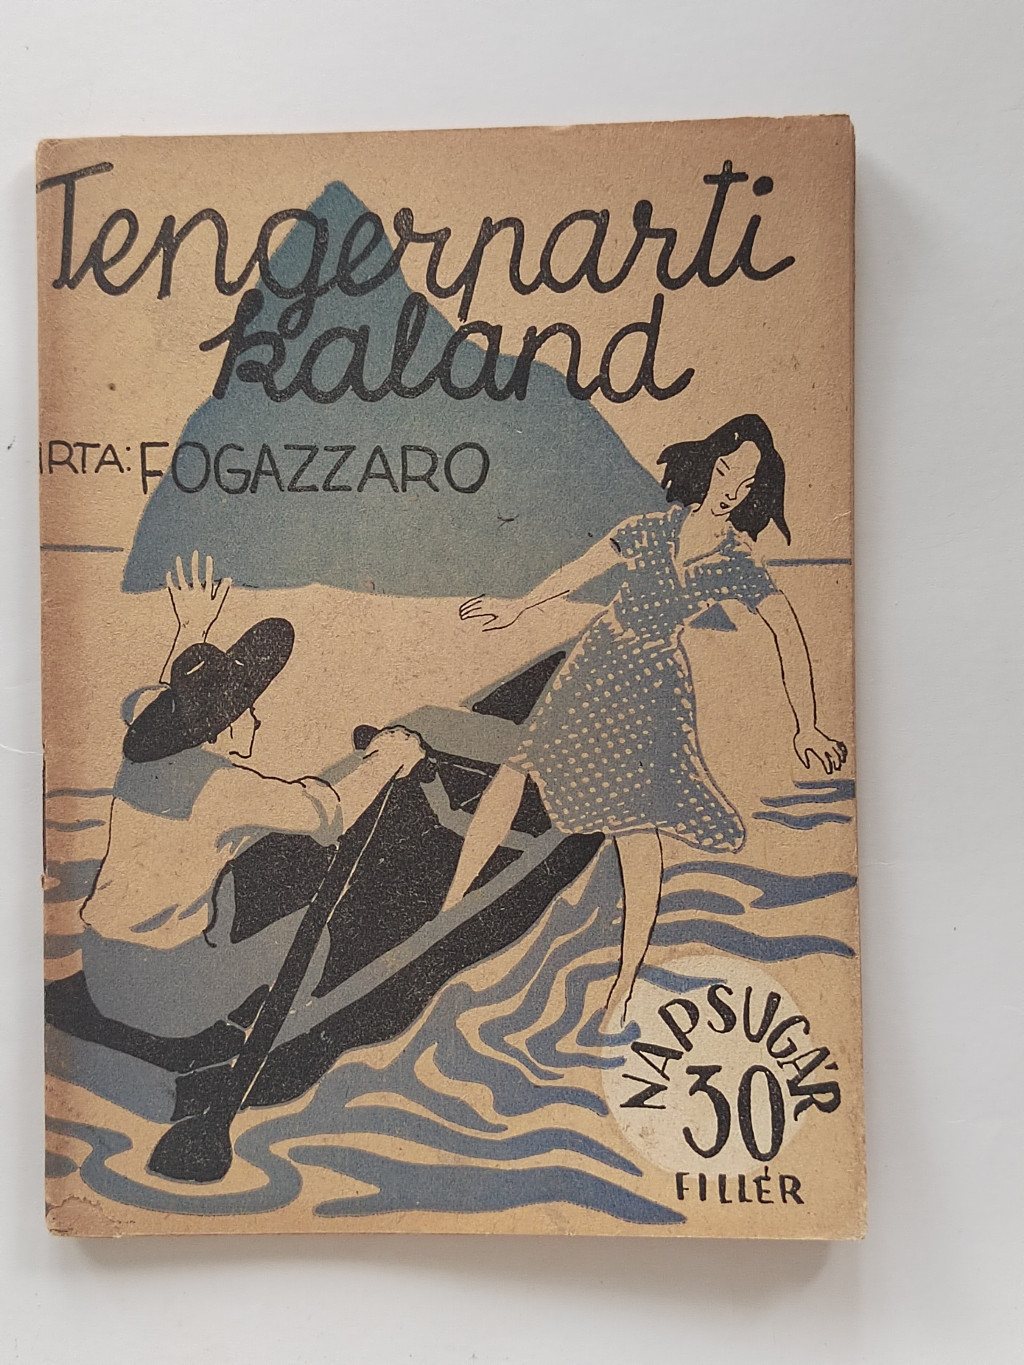 Tengerparti
kaland
IRTA: FOGAZZARO
NAPSUGÁR
30
FILLÉR